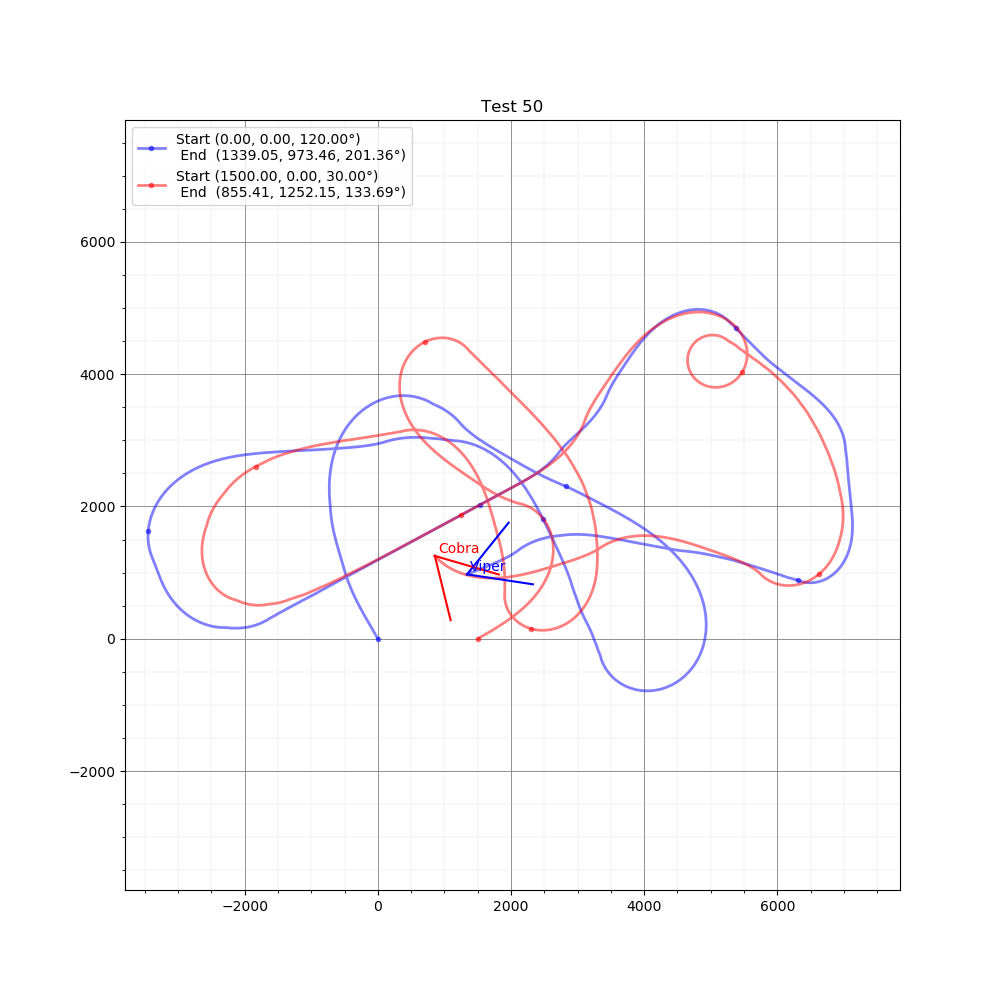 Test 50
Start (0.00, 0.00, 120.00°)
End  (1339.05, 973.46, 201.36°)
Start (1500.00, 0.00, 30.00°)
End  (855.41, 1252.15, 133.69°)
6000
4000
2000
0
−2000
Cobra
Viper
−2000
0
2000
4000
6000